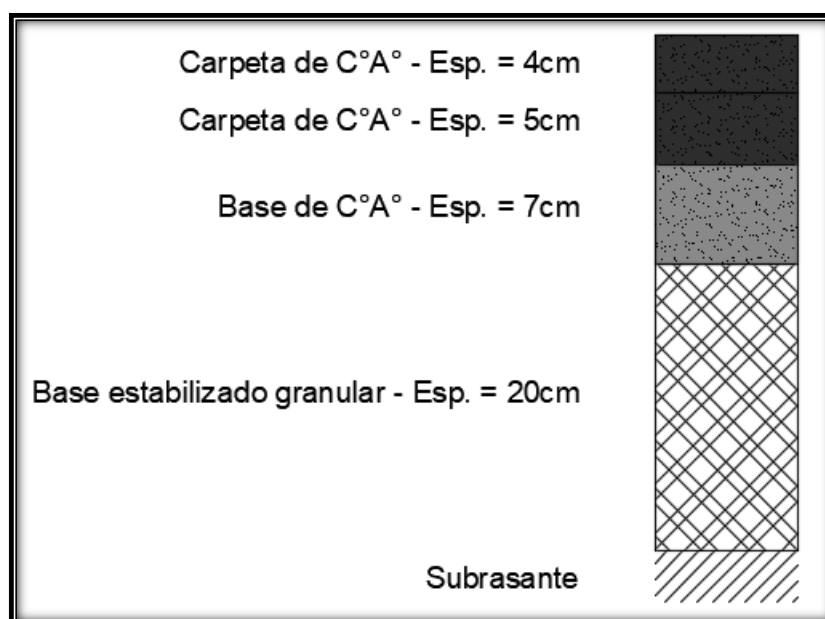 Carpeta de C°A° - Esp. = 4cm
Carpeta de C°A° - Esp. = 5cm
Base de C°A° - Esp. = 7cm
Base estabilizado granular - Esp. = 20cm
Subrasante